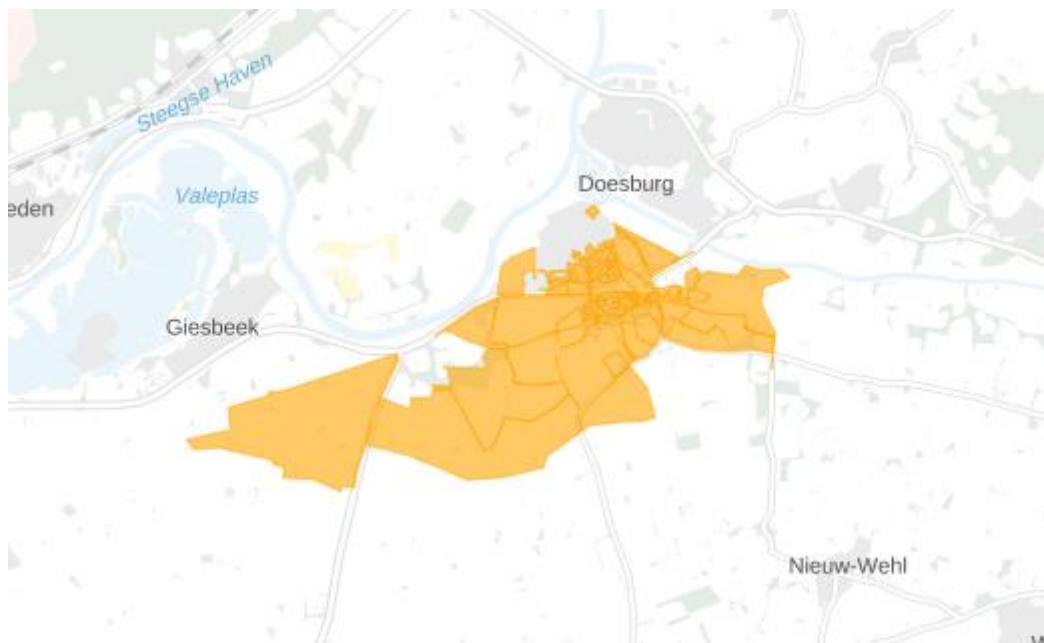 Steegse Haven
Valeplas
Doesburg
eden
Giesbeek
Nieuw-Wehl
W